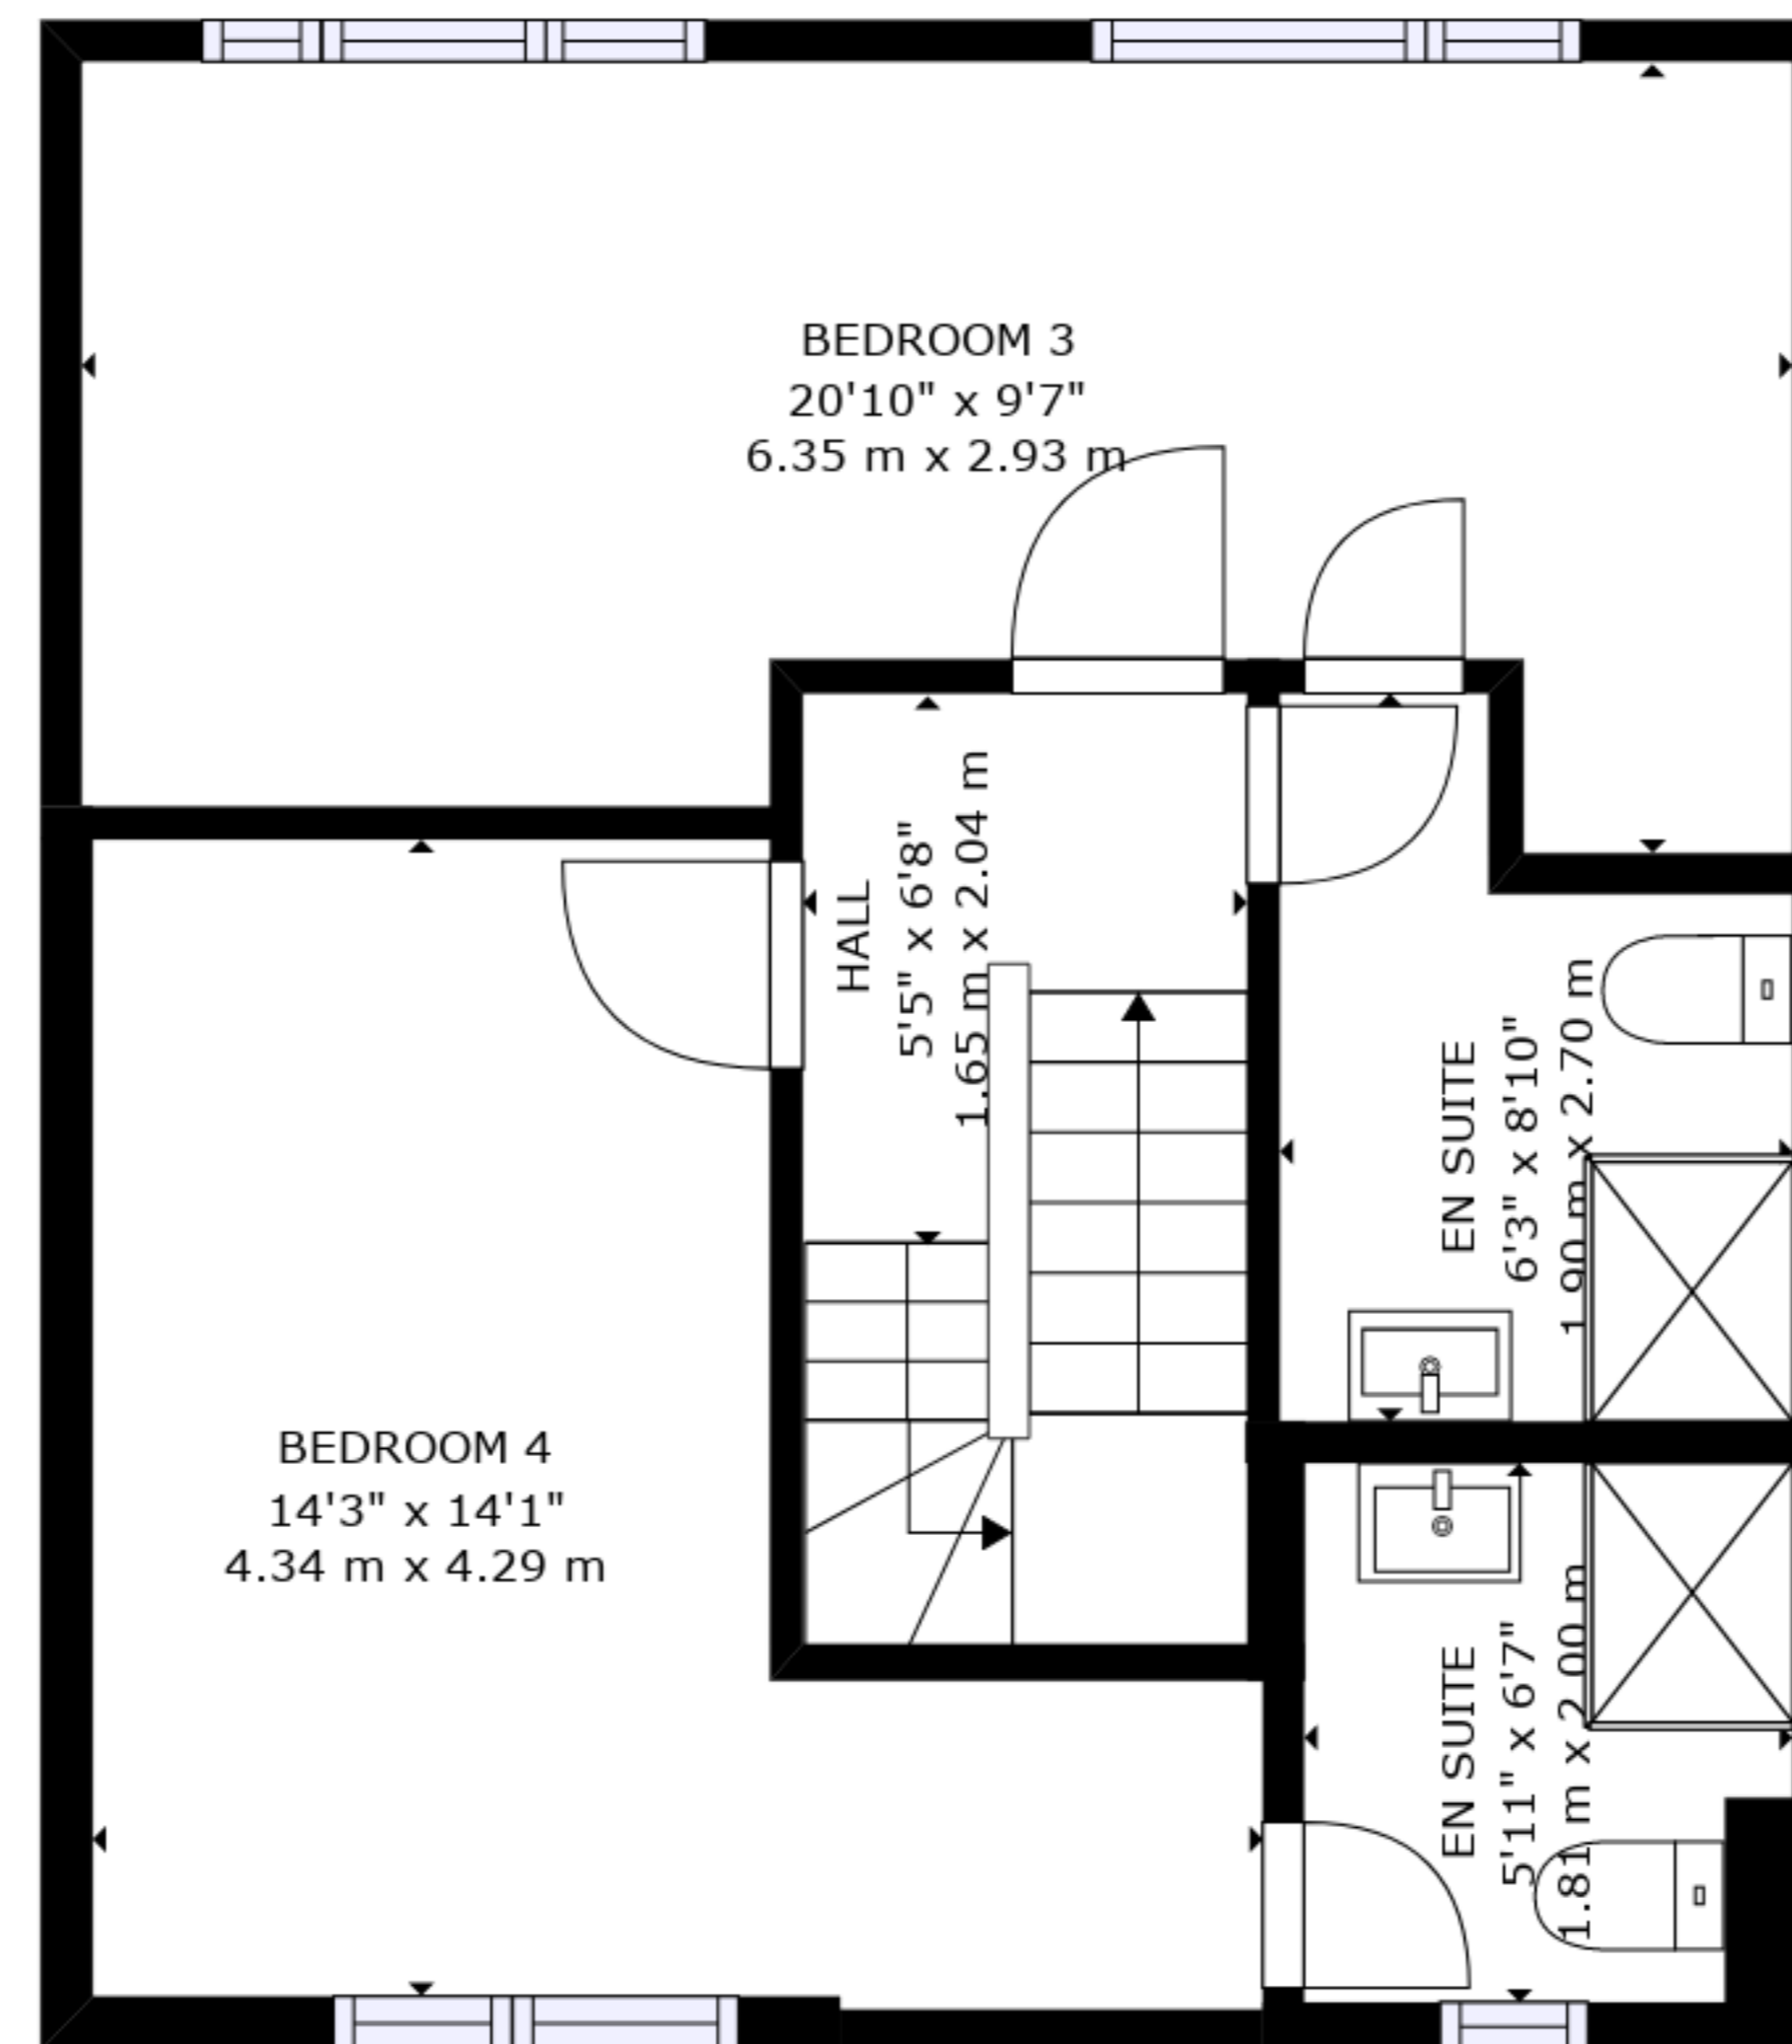 BEDROOM 3
20'10" x 9'7"
6.35 m x 2.93 m
HALL
5'5" x 6'8"
1.65 m x 2.04 m
EN SUITE
6'3" x 8'10"
1.90 m x 2.70 m
BEDROOM 4
14'3" x 14'1"
4.34 m x 4.29 m
EN SUITE
5'11" x 6'7"
1.81 m x 2.00 m